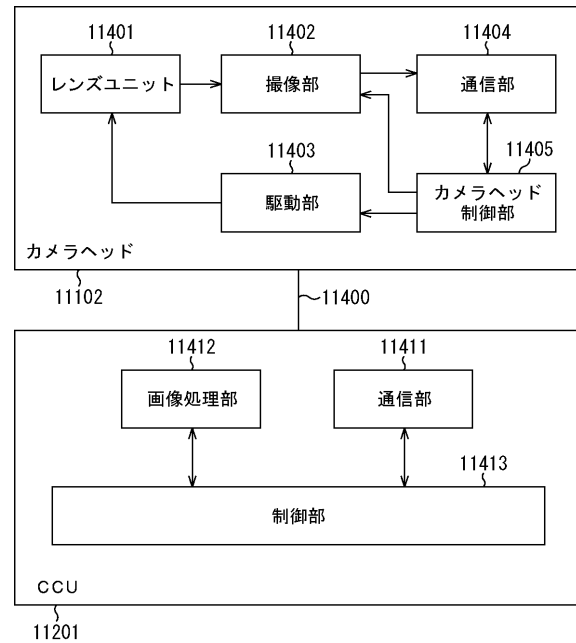 11401
11402
11404
レンズユニット
撮像部
通信部
11403
11405
駆動部
カメラヘッド
制御部
カメラヘッド
11102
11400
11412
11411
画像処理部
通信部
11413
制御部
CCU
11201